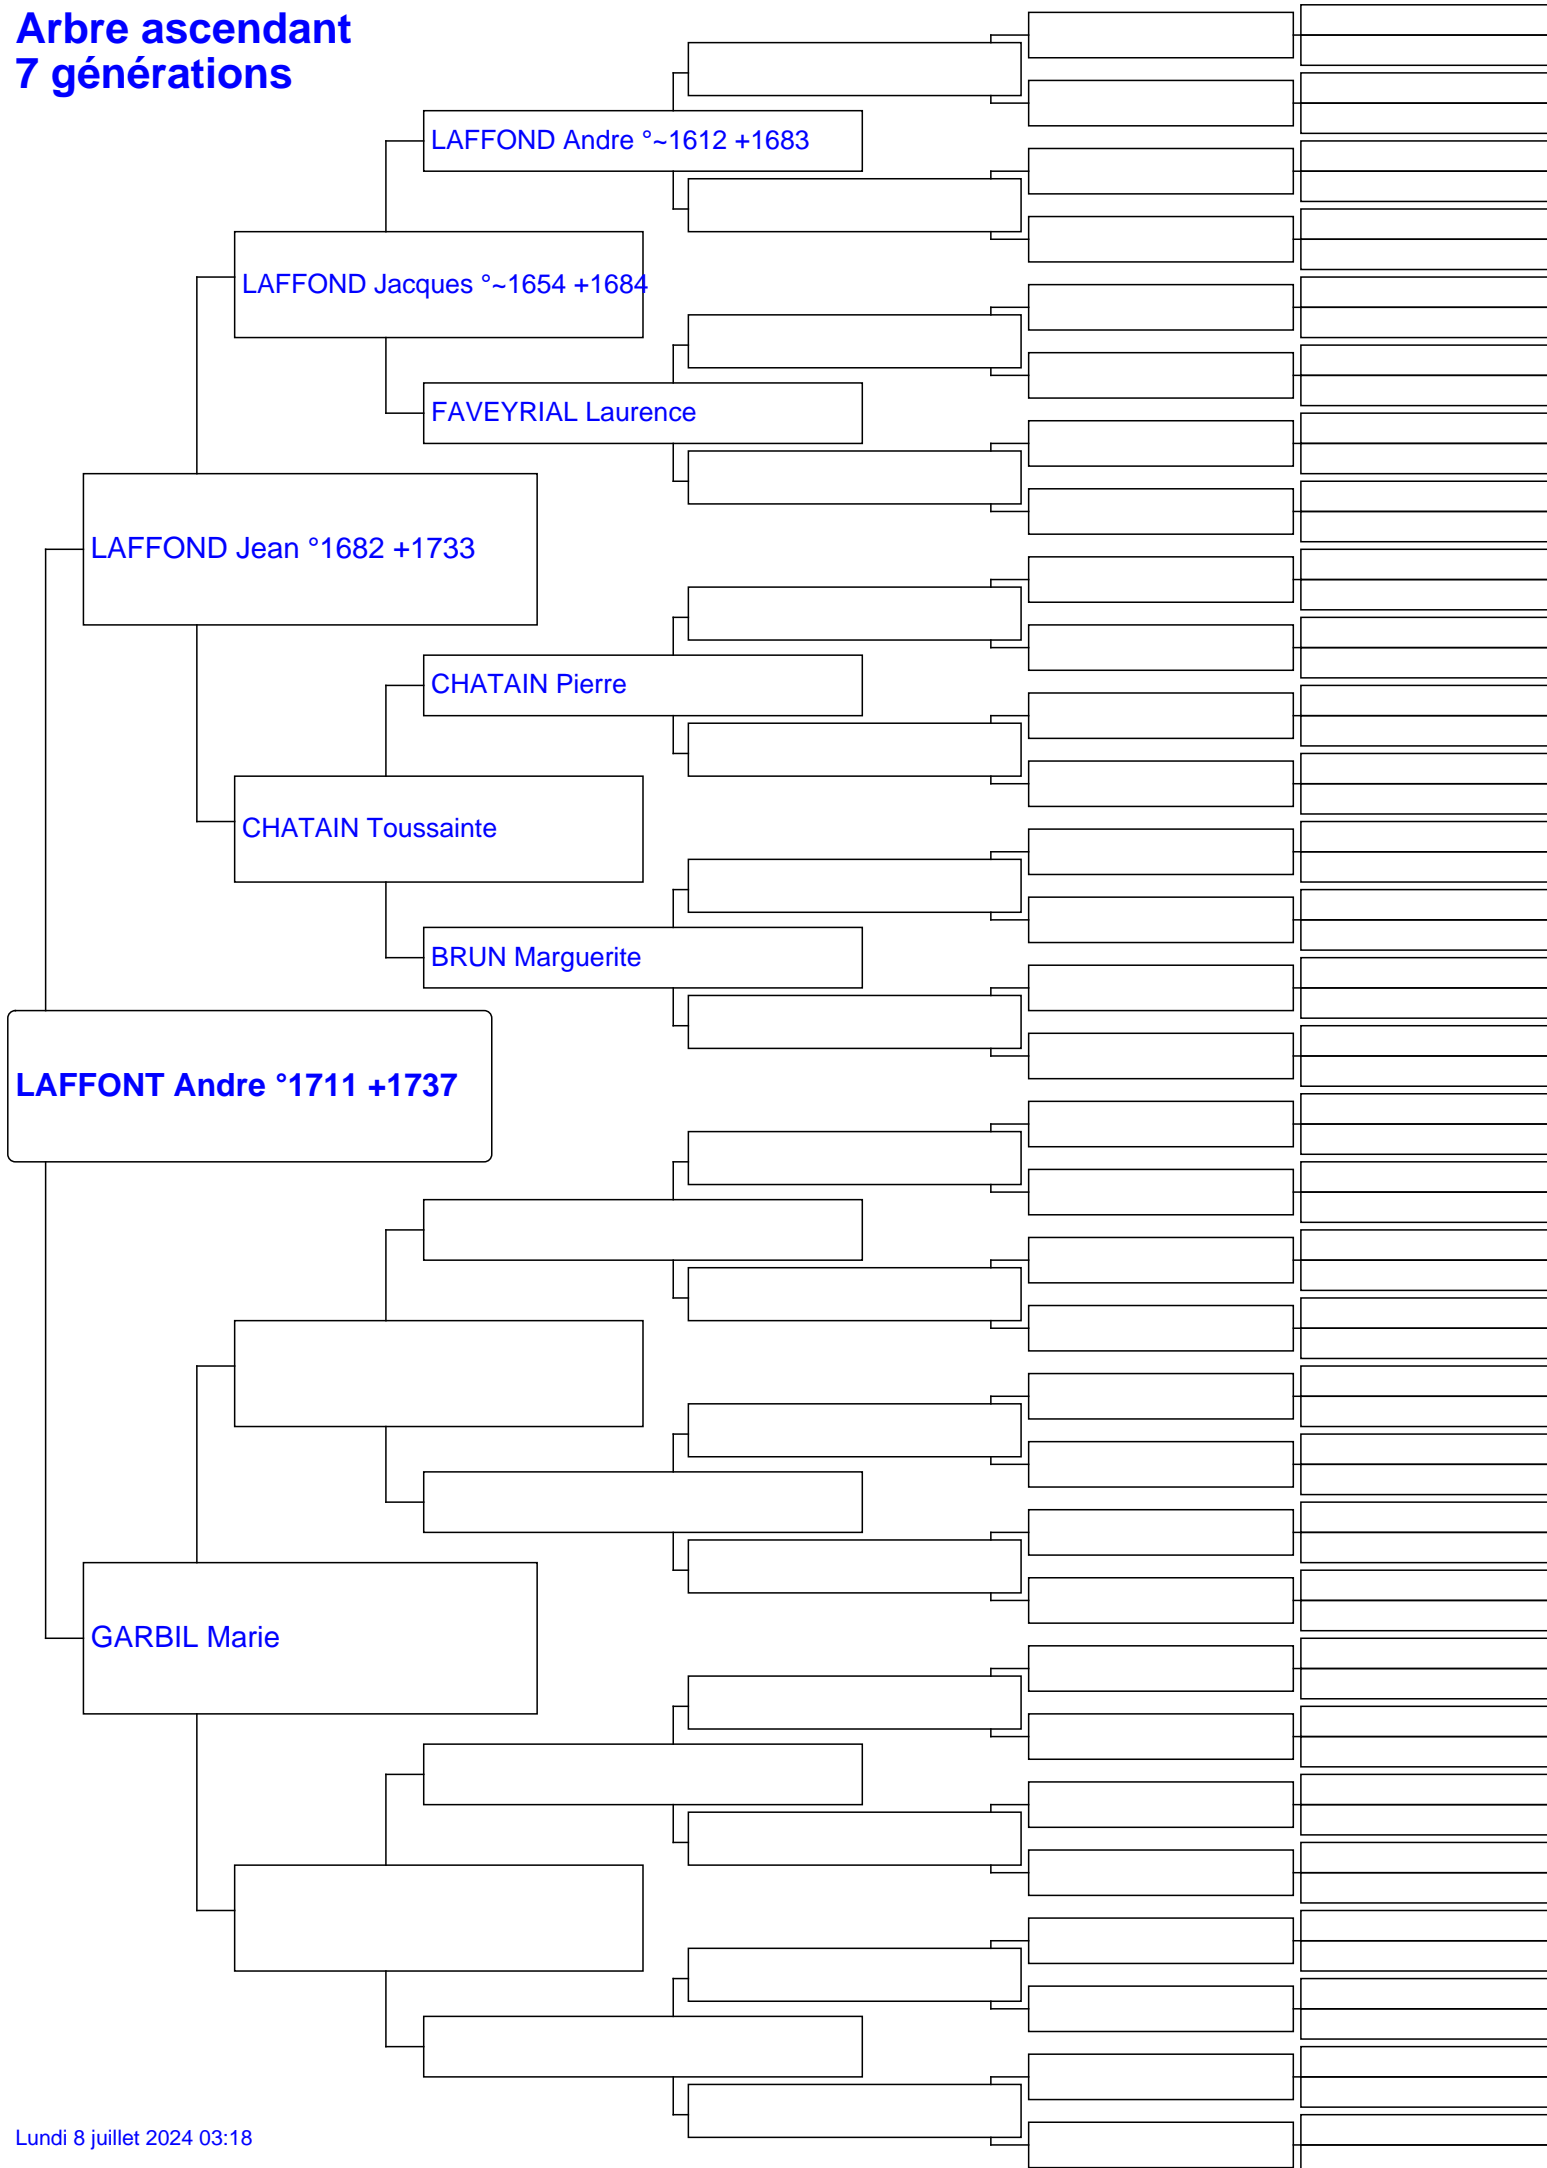 Arbre ascendant
7 générations
LAFFOND Andre °~1612 +1683
LAFFOND Jacques °~1654 +1684
FAVEYRIAL Laurence
LAFFOND Jean °1682 +1733
CHATAIN Pierre
CHATAIN Toussainte
BRUN Marguerite
LAFFONT Andre °1711 +1737
GARBIL Marie
Lundi 8 juillet 2024 03:18